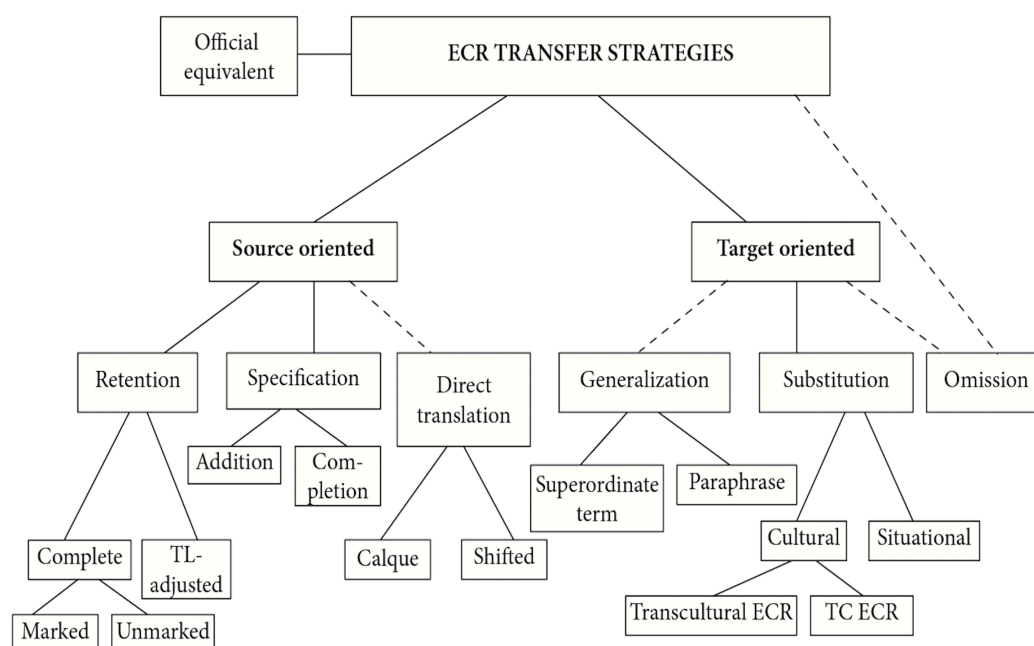 Official
equivalent
ECR TRANSFER STRATEGIES
Source oriented
Target oriented
Retention
Specification
Direct
translation
Generalization
Substitution
Omission
Addition
Com-
pletion
Superordinate
term
Paraphrase
Complete
TL-
adjusted
Calque
Shifted
Cultural
Situational
Marked
Unmarked
Transcultural ECR
TC ECR